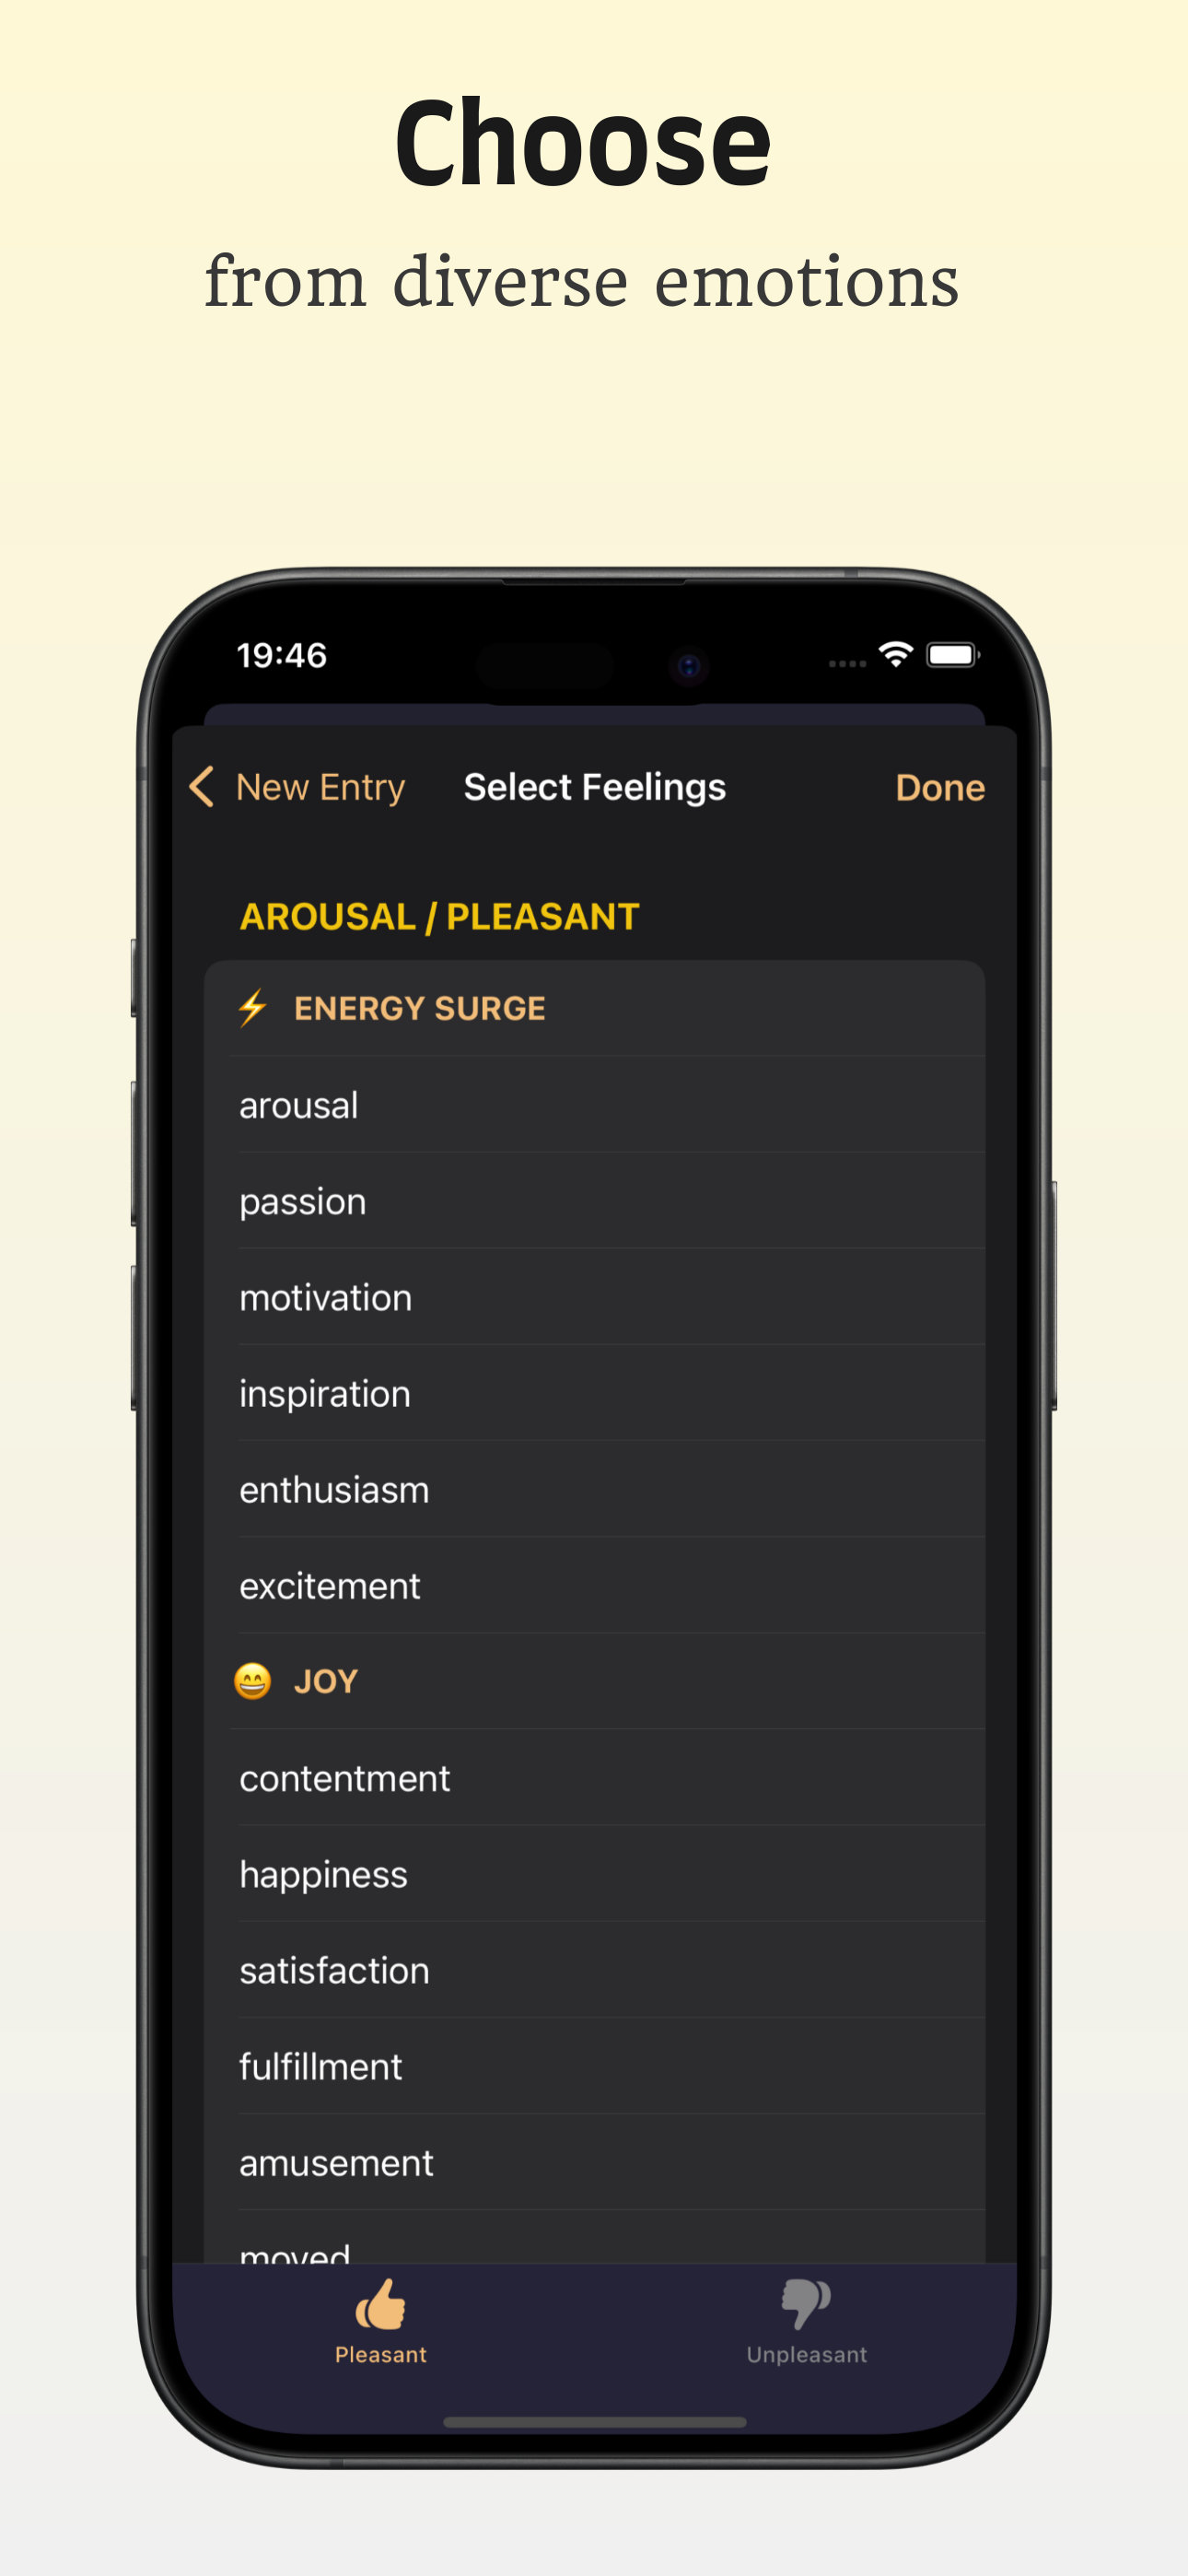 Choose
from diverse emotions
19:46
New Entry Select Feelings Done
AROUSAL / PLEASANT
⚡ ENERGY SURGE
arousal
passion
motivation
inspiration
enthusiasm
excitement
😄 JOY
contentment
happiness
satisfaction
fulfillment
amusement
moved
Pleasant Unpleasant